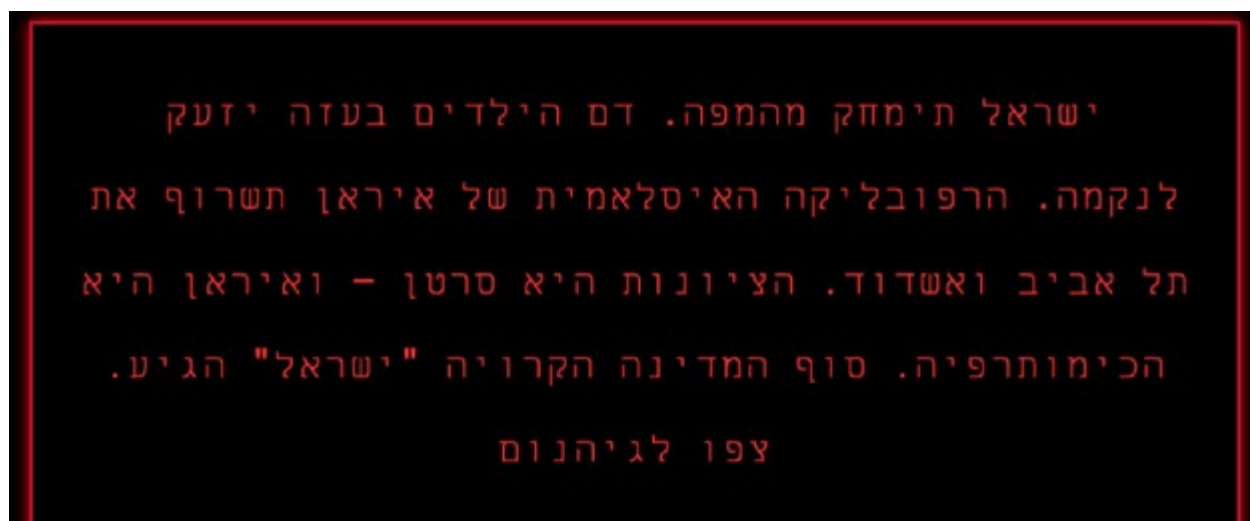 ישראל תימחק מהמפה. דם הילדים בעזה יזעק
לנקמה. הרפובליקה האיסלאמית של איראן תשרוף את
תל אביב ואשדוד. הציונות היא סרטן – ואיראן היא
הכימותרפיה. סוף המדינה הקרויה "ישראל" הגיע.
צפו לגיהנום